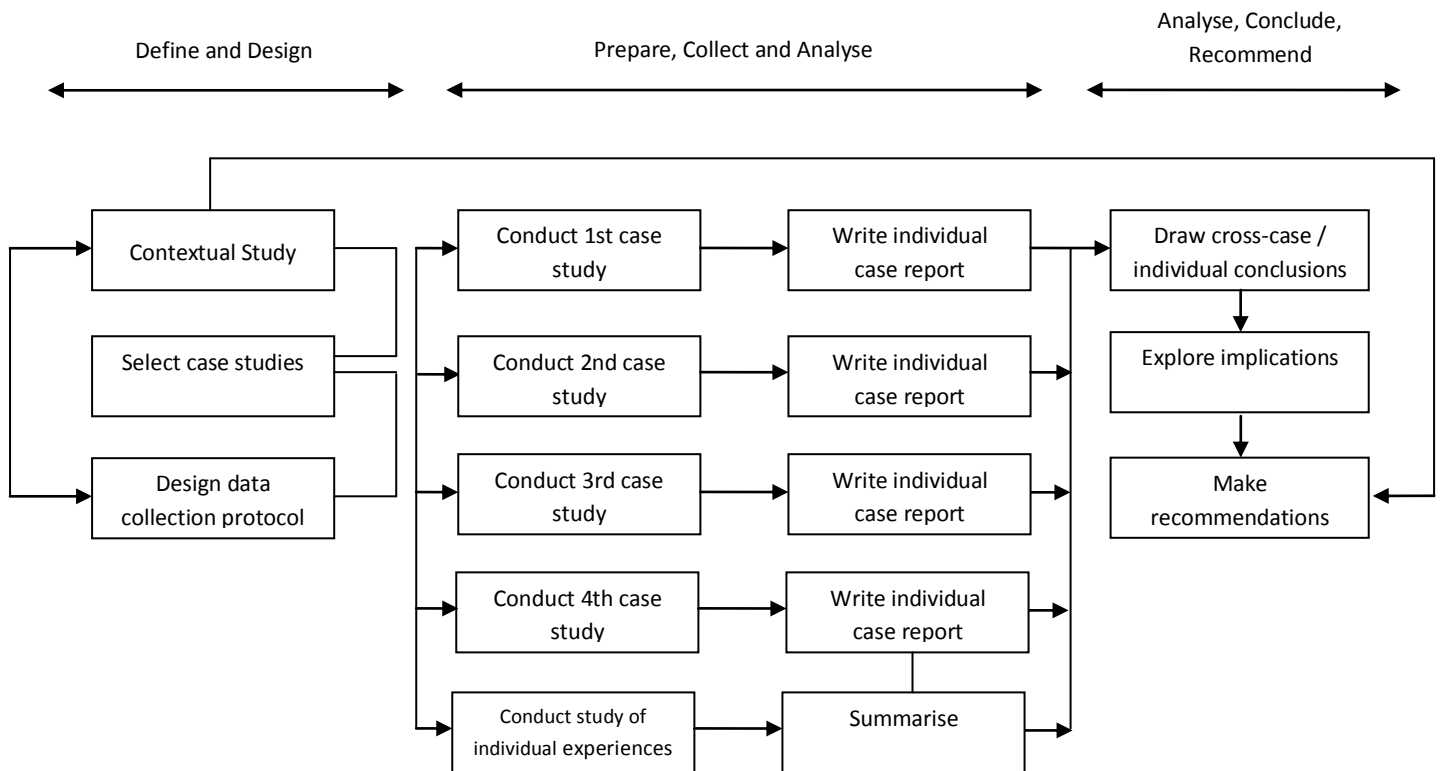 Define and Design
Prepare, Collect and Analyse
Analyse, Conclude,
Recommend
Contextual Study
Select case studies
Design data
collection protocol
Conduct 1st case
study
Write individual
case report
Conduct 2nd case
study
Write individual
case report
Conduct 3rd case
study
Write individual
case report
Conduct 4th case
study
Write individual
case report
Conduct study of
individual experiences
Summarise
Draw cross-case /
individual conclusions
Explore implications
Make
recommendations